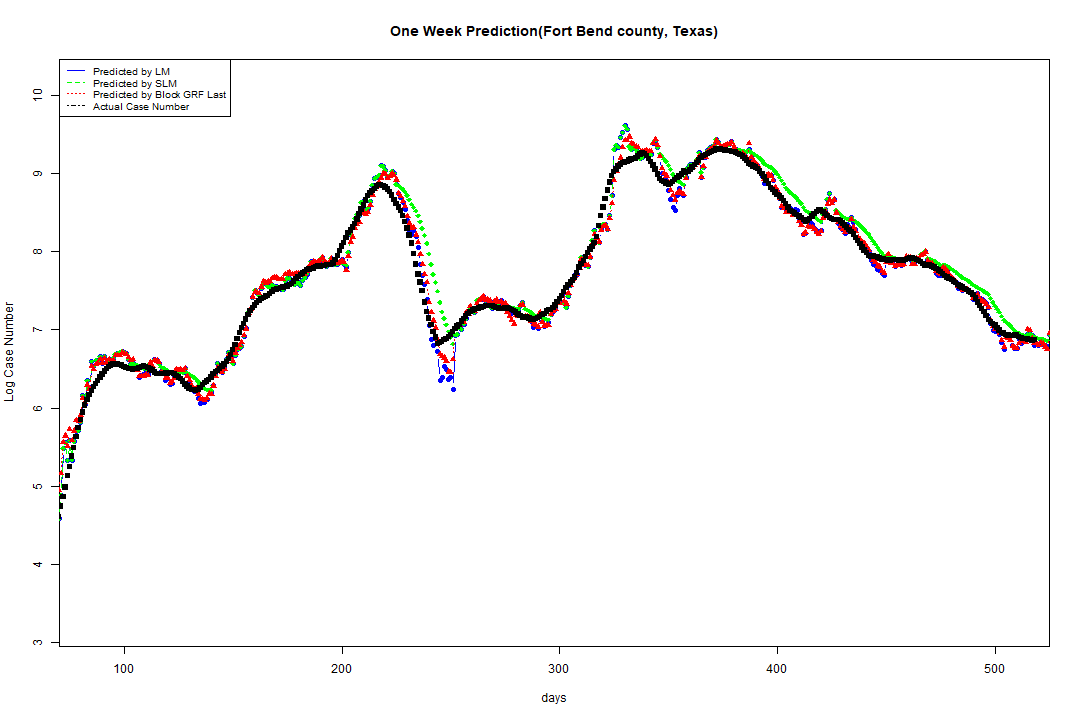 One Week Prediction(Fort Bend county, Texas)
Predicted by LM
Predicted by SLM
Predicted by Block GRF Last
Actual Case Number
10
9
8
7
6
5
4
3
Log Case Number
100 200 300 400 500
days